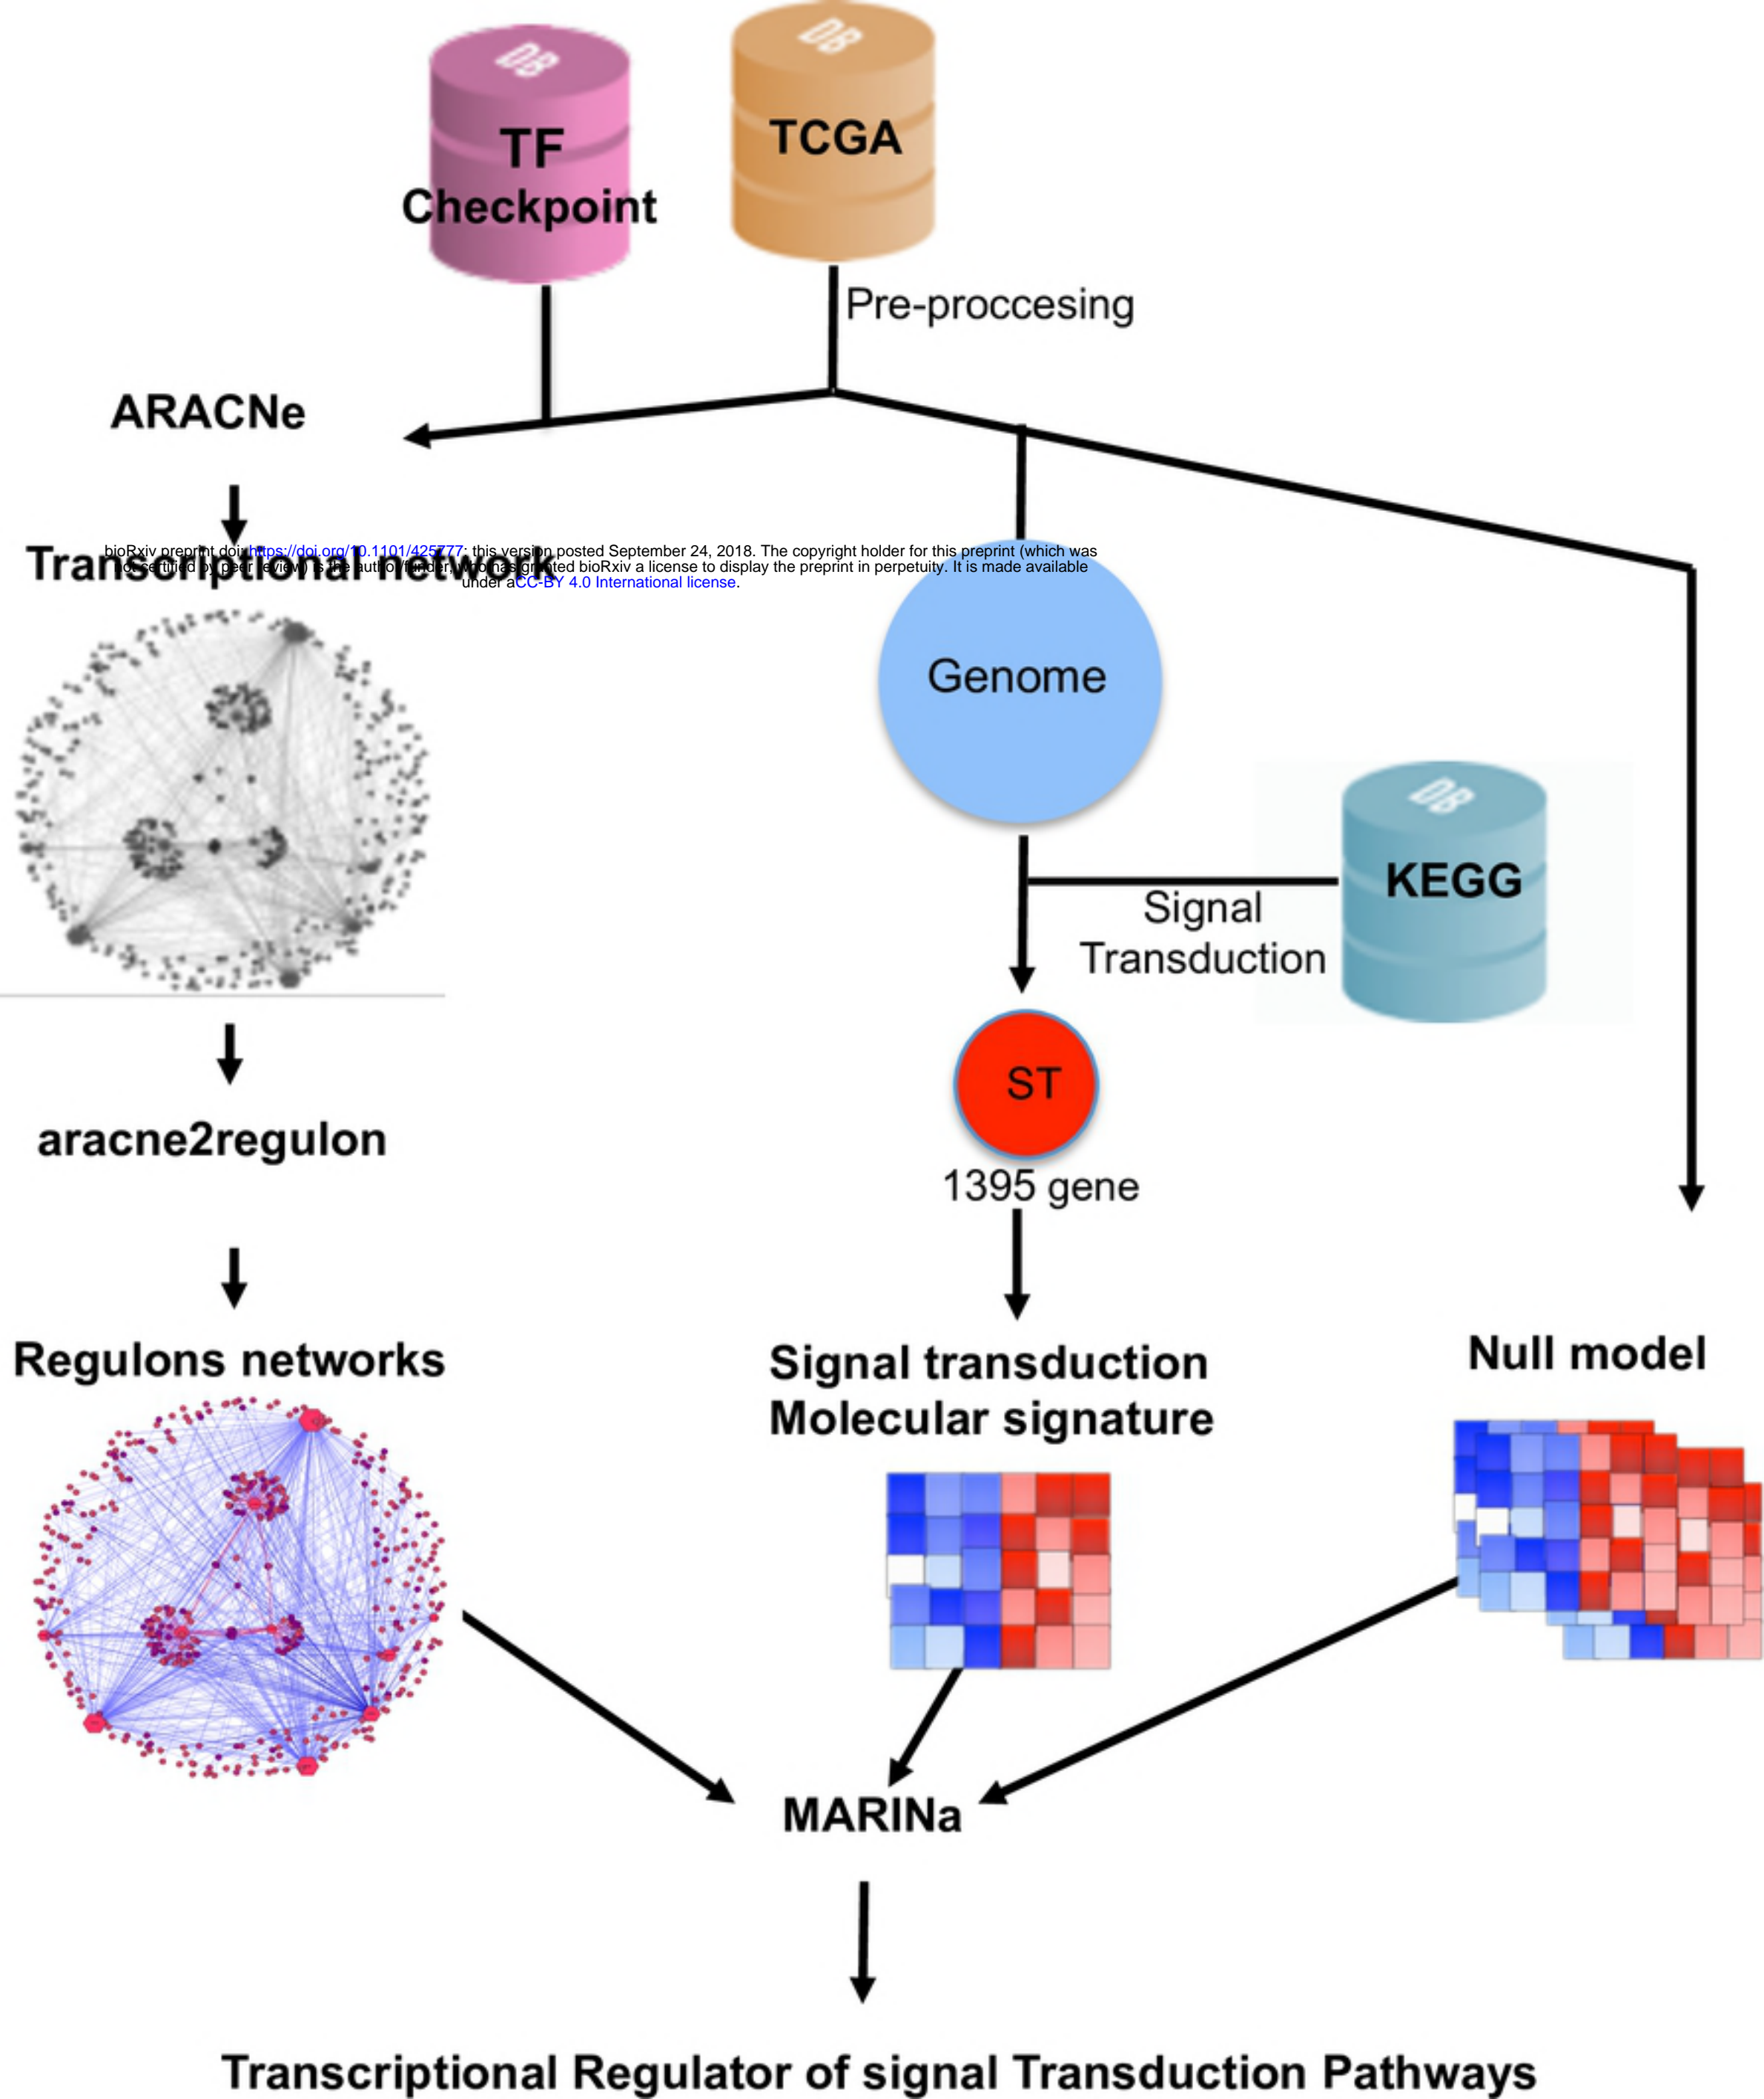 DB
DB
TF
Checkpoint
TCGA
Pre-proccesing
ARACNe
Transcriptional network
bioRxiv preprint doi: https://doi.org/10.1101/425777; this version posted September 24, 2018. The copyright holder for this preprint (which was
not certified by peer review) is the author/funder, who has granted bioRxiv a license to display the preprint in perpetuity. It is made available
under aCC-BY 4.0 International license.
Genome
DB
KEGG
Signal
Transduction
ST
1395 gene
aracne2regulon
Regulons networks
Signal transduction
Molecular signature
Null model
MARINa
Transcriptional Regulator of signal Transduction Pathways